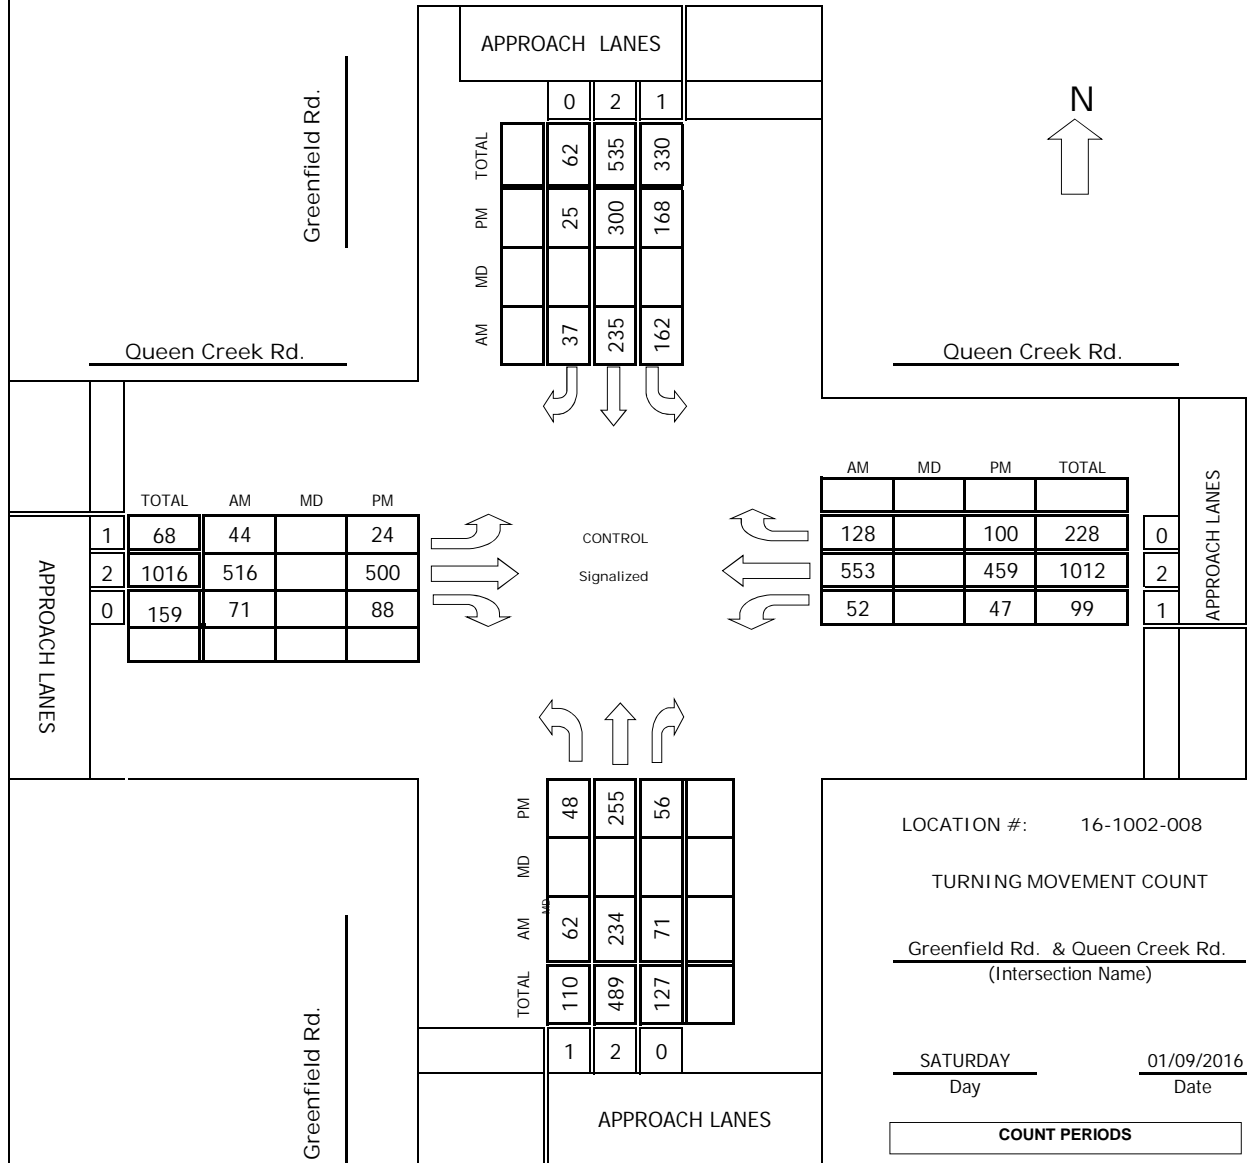 APPROACH LANES
0 2 1
N
Greenfield Rd.
TOTAL 62 535 330
PM 25 300 168
MD
AM 37 235 162
Queen Creek Rd.
Queen Creek Rd.
AM MD PM TOTAL
TOTAL AM MD PM
1 68 44 24
CONTROL
128 100 228 0
2 1016 516 500
Signalized
553 459 1012 2
0 159 71 88
52 47 99 1
APPROACH LANES
APPROACH LANES
PM 48 255 56
MD
MD
AM 62 234 71
TOTAL 110 489 127
1 2 0
APPROACH LANES
Greenfield Rd.
LOCATION #: 16-1002-008
TURNING MOVEMENT COUNT
Greenfield Rd. & Queen Creek Rd.
(Intersection Name)
SATURDAY 01/09/2016
Day Date
COUNT PERIODS